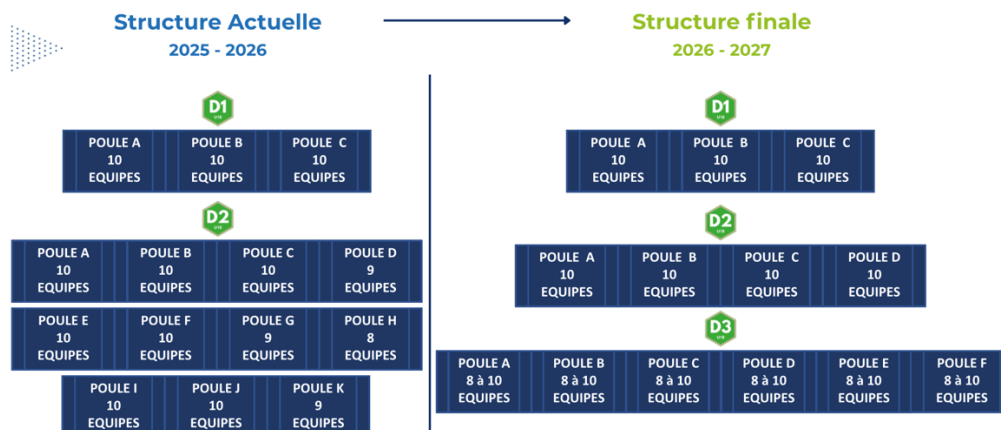 Structure Actuelle
2025 - 2026
D1
POULE A
10
EQUIPES
POULE B
10
EQUIPES
POULE C
10
EQUIPES
D2
POULE A
10
EQUIPES
POULE B
10
EQUIPES
POULE C
10
EQUIPES
POULE D
9
EQUIPES
POULE E
10
EQUIPES
POULE F
10
EQUIPES
POULE G
9
EQUIPES
POULE H
8
EQUIPES
POULE I
10
EQUIPES
POULE J
10
EQUIPES
POULE K
9
EQUIPES
Structure finale
2026 - 2027
D1
POULE A
10
EQUIPES
POULE B
10
EQUIPES
POULE C
10
EQUIPES
D2
POULE A
10
EQUIPES
POULE B
10
EQUIPES
POULE C
10
EQUIPES
POULE D
10
EQUIPES
D3
POULE A
8 à 10
EQUIPES
POULE B
8 à 10
EQUIPES
POULE C
8 à 10
EQUIPES
POULE D
8 à 10
EQUIPES
POULE E
8 à 10
EQUIPES
POULE F
8 à 10
EQUIPES